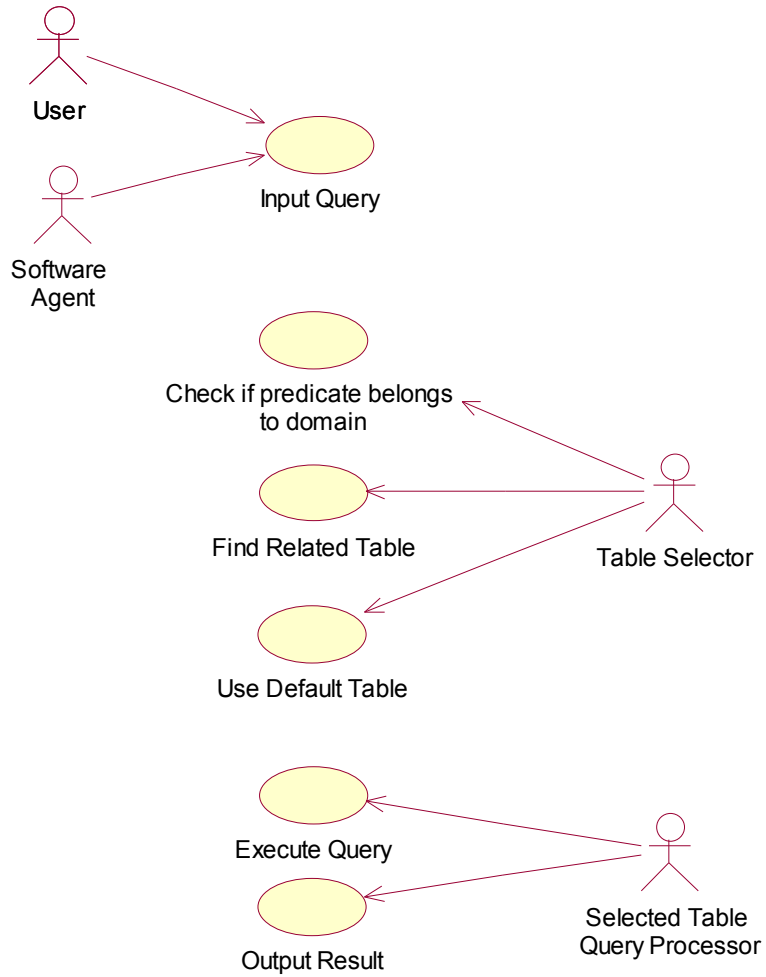 User
Input Query
Software
Agent
Check if predicate belongs
to domain
Find Related Table
Table Selector
Use Default Table
Execute Query
Selected Table
Query Processor
Output Result